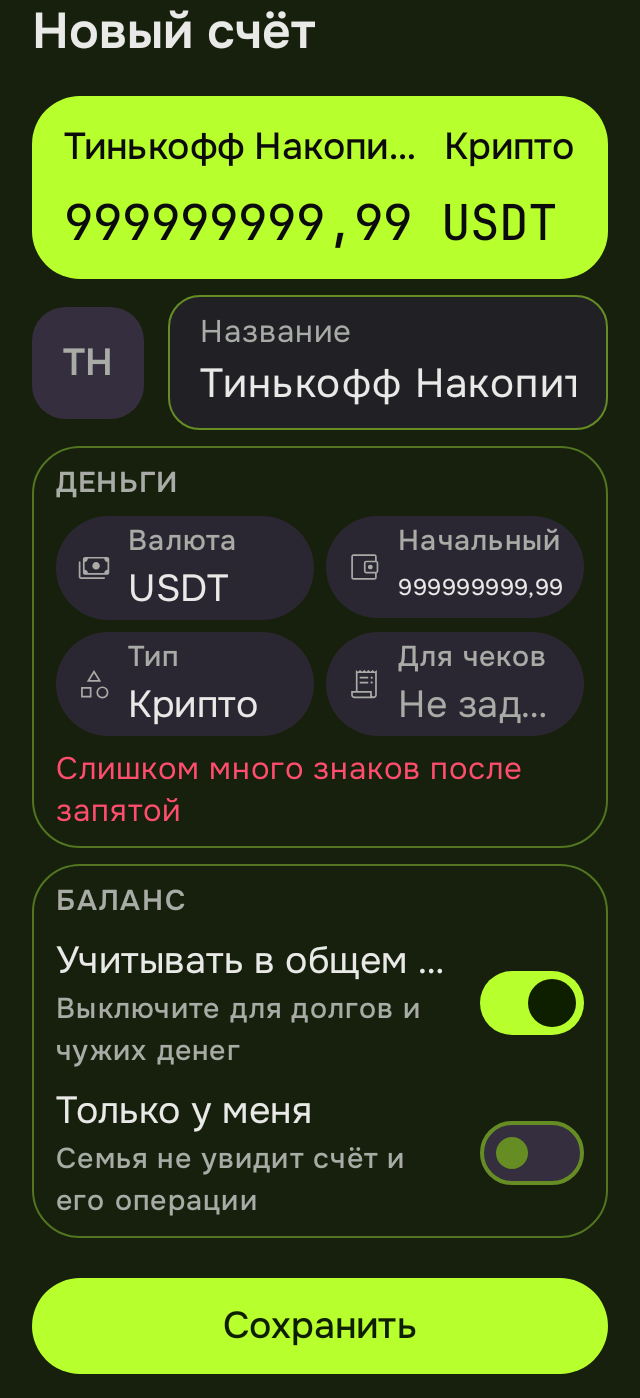 Новый счёт
Тинькофф Накопи... Крипто
999999999,99 USDT
ТН
Название
Тинькофф Накопит
ДЕНЬГИ
Валюта
USDT
Начальный
999999999,99
Тип
Крипто
Для чеков
Не зад...
Слишком много знаков после
запятой
БАЛАНС
Учитывать в общем ...
Выключите для долгов и
чужих денег
Только у меня
Семья не увидит счёт и
его операции
Сохранить